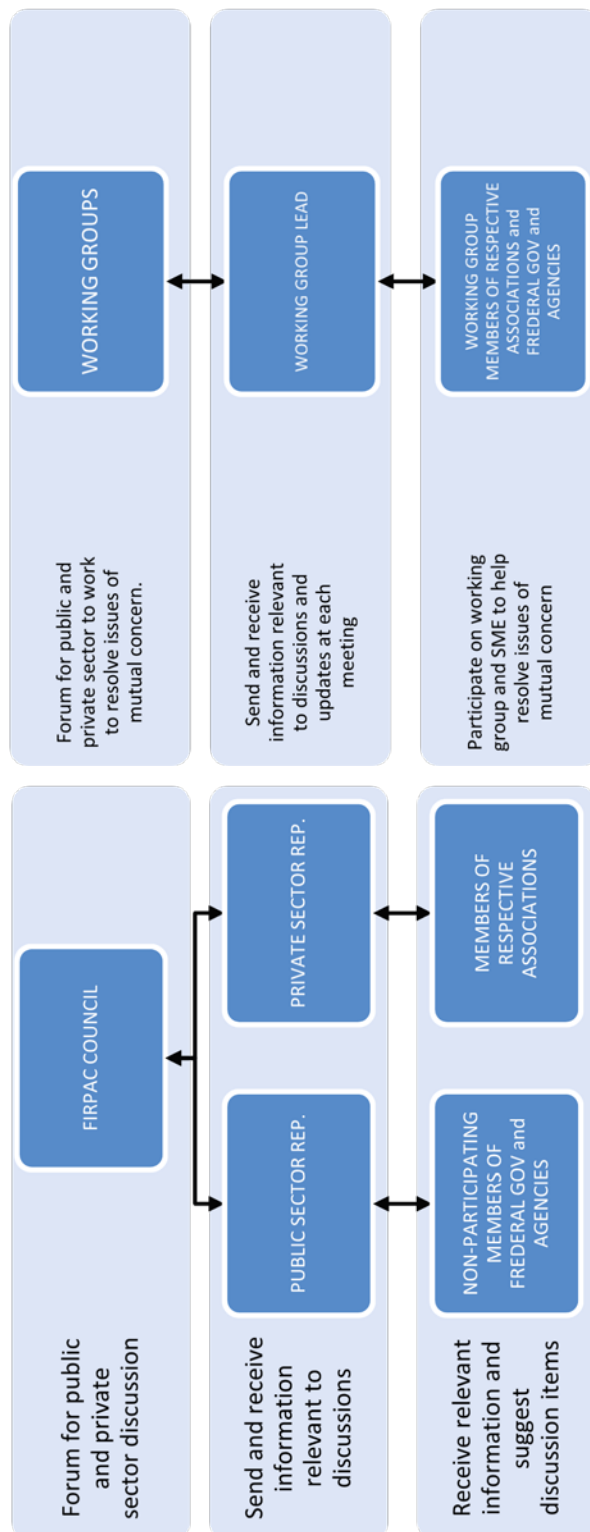 Forum for public
and private
sector discussion
FIRPAC COUNCIL
Send and receive
information
relevant to
discussions
PUBLIC SECTOR REP.
PRIVATE SECTOR REP.
Receive relevant
information and
suggest
discussion items
NON-PARTICIPATING
MEMBERS OF
FREDERAL GOV and
AGENCIES
MEMBERS OF
RESPECTIVE
ASSOCIATIONS
Forum for public and
private sector to work
to resolve issues of
mutual concern.
WORKING GROUPS
Send and receive
information relevant
to discussions and
updates at each
meeting
WORKING GROUP LEAD
Participate on working
group and SME to help
resolve issues of
mutual concern
WORKING GROUP
MEMBERS OF RESPECTIVE
ASSOCIATIONS and
FREDERAL GOV and
AGENCIES